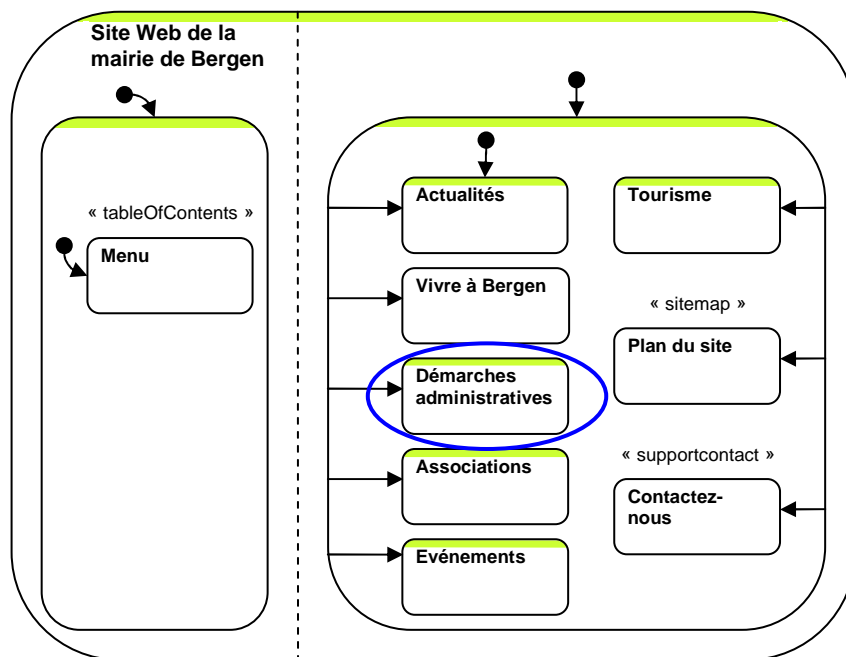 Site Web de la
mairie de Bergen
« tableOfContents »
Menu
Actualités
Vivre à Bergen
Démarches
administratives
Associations
Evénements
Tourisme
« sitemap »
Plan du site
« supportcontact »
Contactez-
nous